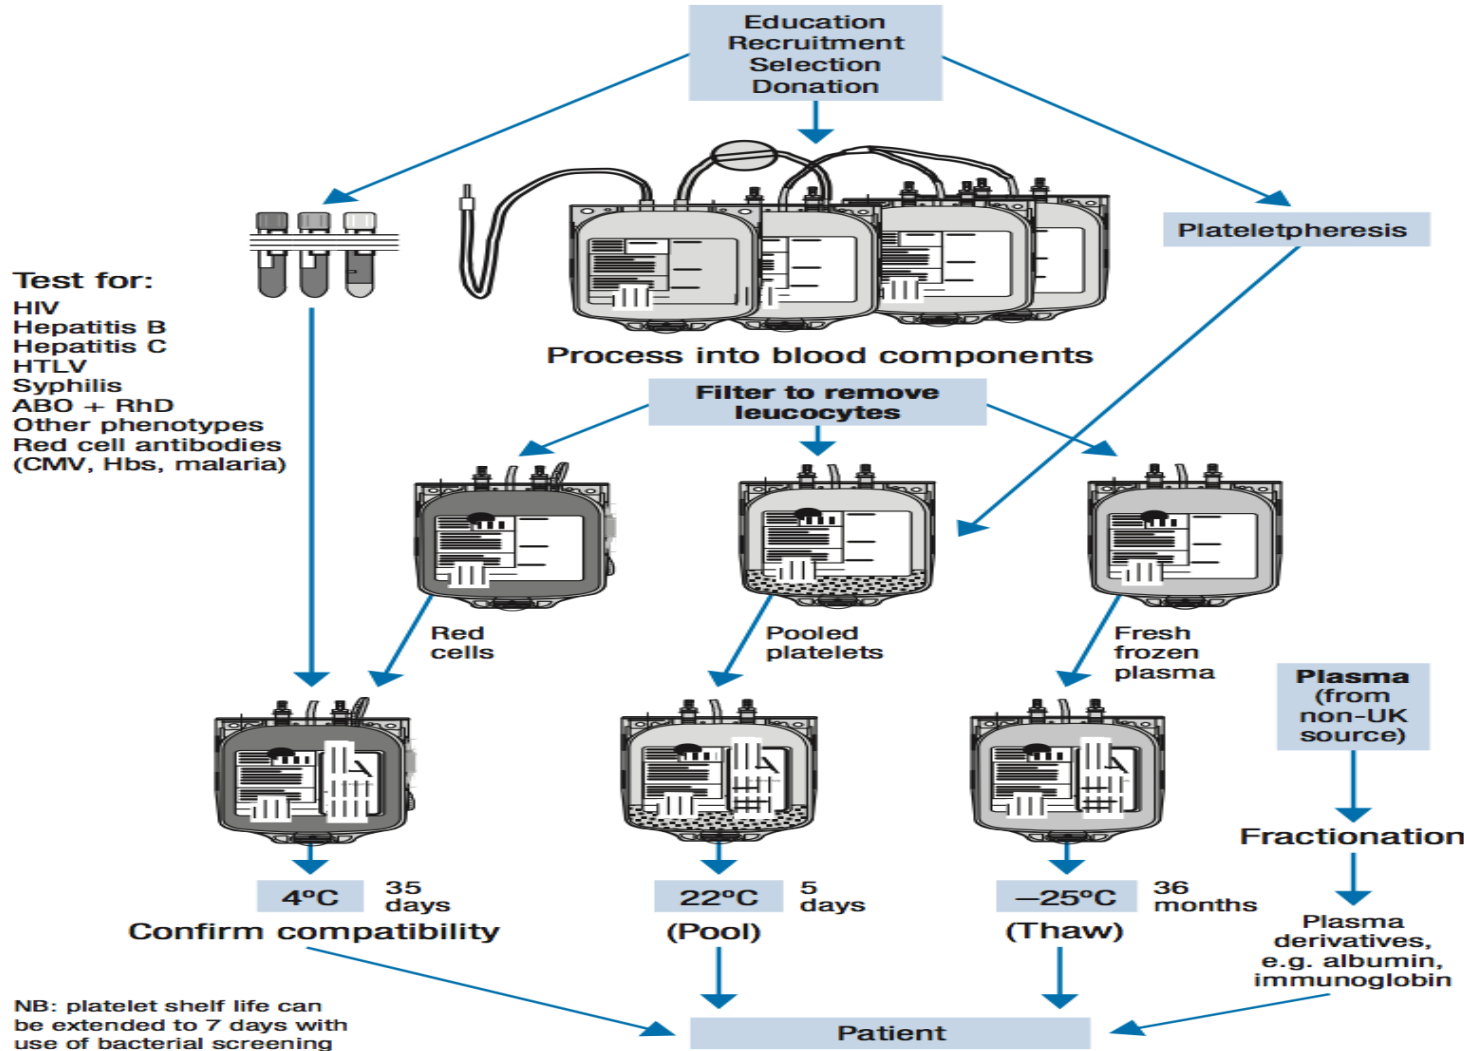 Education
Recruitment
Selection
Donation
Plateletpheresis
Test for:
HIV
Hepatitis B
Hepatitis C
HTLV
Syphilis
ABO + RhD
Other phenotypes
Red cell antibodies
(CMV, Hbs, malaria)
Process into blood components
Filter to remove
leucocytes
Red
cells
Pooled
platelets
Fresh
frozen
plasma
Plasma
(from
non-UK
source)
Fractionation
4ºC
35
days
22ºC
5
days
–25ºC
36
months
Confirm compatibility
(Pool)
(Thaw)
Plasma
derivatives,
e.g. albumin,
immunoglobin
NB: platelet shelf life can
be extended to 7 days with
use of bacterial screening
Patient